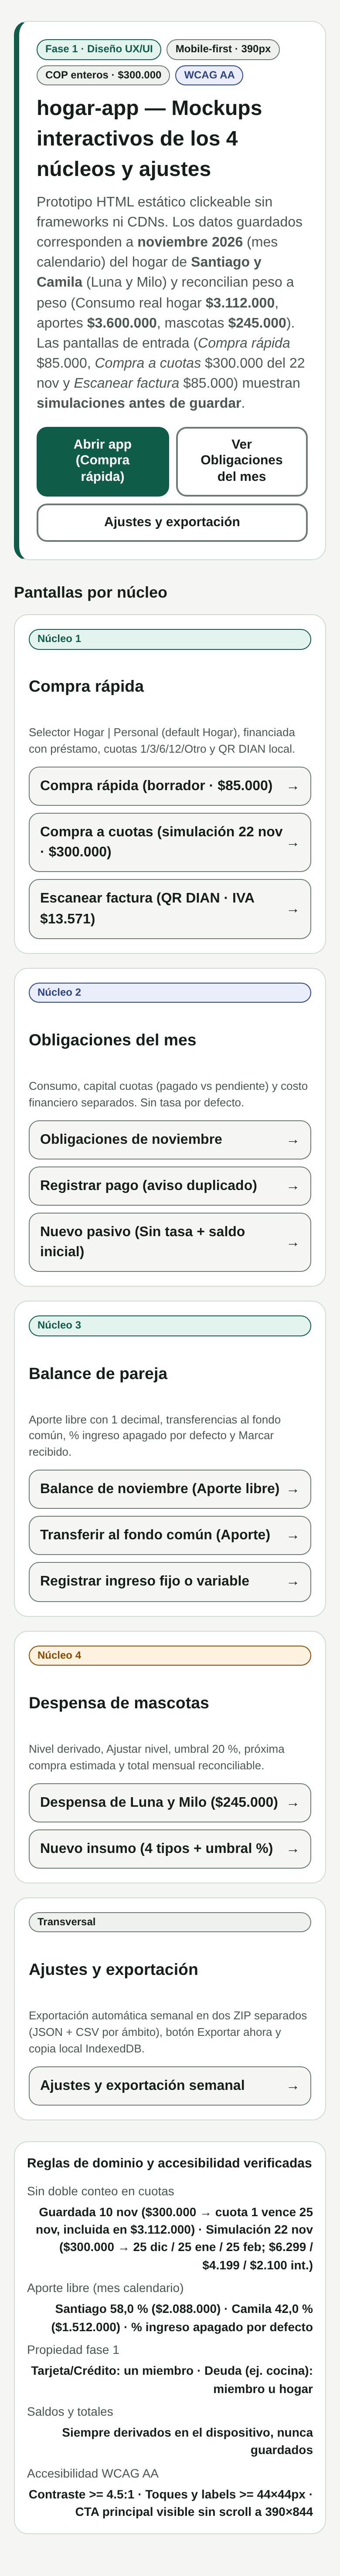 Fase 1 · Diseño UX/UI
Mobile-first · 390px
COP enteros · $300.000
WCAG AA
hogar-app — Mockups
interactivos de los 4
núcleos y ajustes
Prototipo HTML estático clickeable sin
frameworks ni CDNs. Los datos guardados
corresponden a noviembre 2026 (mes
calendario) del hogar de Santiago y
Camila (Luna y Milo) y reconcilian peso a
peso (Consumo real hogar $3.112.000,
aportes $3.600.000, mascotas $245.000).
Las pantallas de entrada (Compra rápida
$85.000, Compra a cuotas $300.000 del 22
nov y Escanear factura $85.000) muestran
simulaciones antes de guardar.
Abrir app
(Compra
rápida)
Ver
Obligaciones
del mes
Ajustes y exportación
Pantallas por núcleo
Núcleo 1
Compra rápida
Selector Hogar | Personal (default Hogar), financiada
con préstamo, cuotas 1/3/6/12/Otro y QR DIAN local.
Compra rápida (borrador · $85.000) →
Compra a cuotas (simulación 22 nov
· $300.000) →
Escanear factura (QR DIAN · IVA
$13.571) →
Núcleo 2
Obligaciones del mes
Consumo, capital cuotas (pagado vs pendiente) y costo
financiero separados. Sin tasa por defecto.
Obligaciones de noviembre →
Registrar pago (aviso duplicado) →
Nuevo pasivo (Sin tasa + saldo
inicial) →
Núcleo 3
Balance de pareja
Aporte libre con 1 decimal, transferencias al fondo
común, % ingreso apagado por defecto y Marcar
recibido.
Balance de noviembre (Aporte libre) →
Transferir al fondo común (Aporte) →
Registrar ingreso fijo o variable →
Núcleo 4
Despensa de mascotas
Nivel derivado, Ajustar nivel, umbral 20 %, próxima
compra estimada y total mensual reconciliable.
Despensa de Luna y Milo ($245.000) →
Nuevo insumo (4 tipos + umbral %) →
Transversal
Ajustes y exportación
Exportación automática semanal en dos ZIP separados
(JSON + CSV por ámbito), botón Exportar ahora y
copia local IndexedDB.
Ajustes y exportación semanal →
Reglas de dominio y accesibilidad verificadas
Sin doble conteo en cuotas
Guardada 10 nov ($300.000 → cuota 1 vence 25
nov, incluida en $3.112.000) · Simulación 22 nov
($300.000 → 25 dic / 25 ene / 25 feb; $6.299 /
$4.199 / $2.100 int.)
Aporte libre (mes calendario)
Santiago 58,0 % ($2.088.000) · Camila 42,0 %
($1.512.000) · % ingreso apagado por defecto
Propiedad fase 1
Tarjeta/Crédito: un miembro · Deuda (ej. cocina):
miembro u hogar
Saldos y totales
Siempre derivados en el dispositivo, nunca
guardados
Accesibilidad WCAG AA
Contraste >= 4.5:1 · Toques y labels >= 44×44px ·
CTA principal visible sin scroll a 390×844